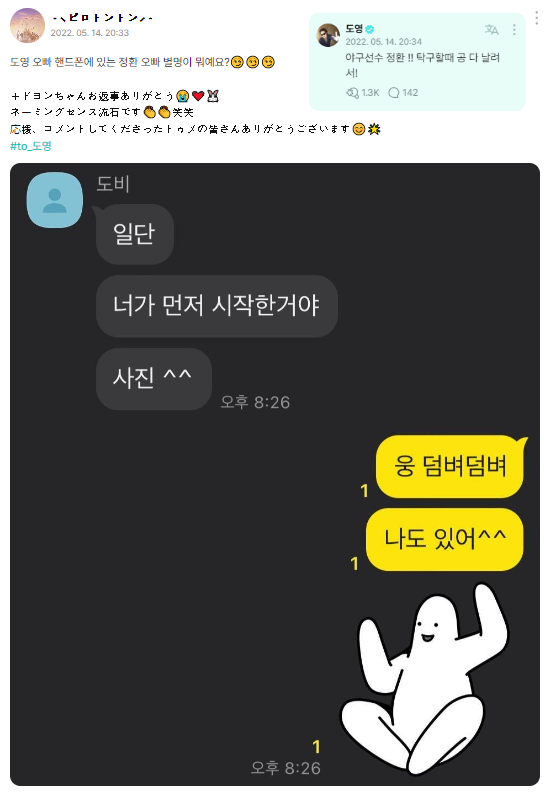 ˗ˏˋピロトントンˎˊ˗
2022. 05. 14. 20:33
도영 오빠 핸드폰에 있는 정환 오빠 별명이 뭐예요?😏😏😏
+ドヨンちゃんお返事ありがとう😭❤️🐰
ネーミングセンス流石です👏👏笑笑
応援、コメントしてくださったトゥメの皆さんありがとうございます😊🌟
#to_도영
도영
2022. 05. 14. 20:34
야구선수 정환 !! 탁구할때 공 다 날려
서!
1.3K 142
도비
일단
너가 먼저 시작한거야
사진 ^^
오후 8:26
웅 덤벼덤벼
1
나도 있어^^
1
1
오후 8:26